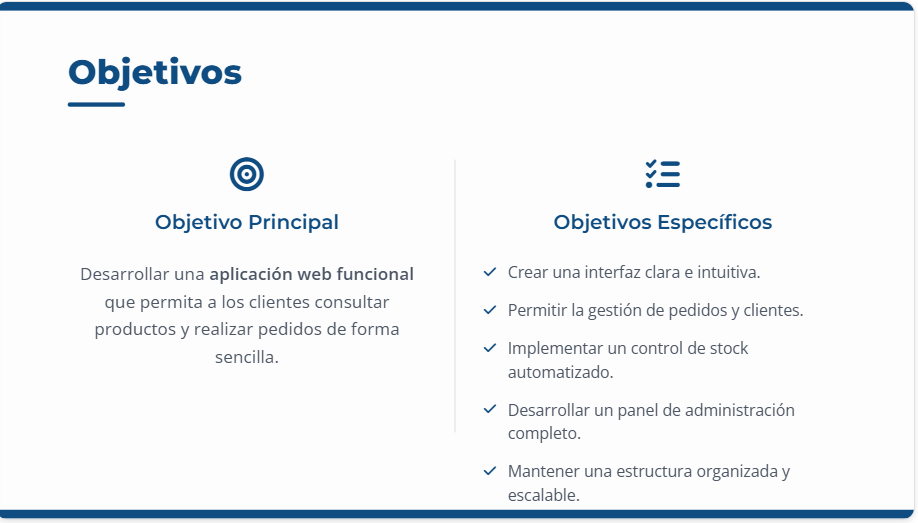 Objetivos
Objetivo Principal
Desarrollar una aplicación web funcional
que permita a los clientes consultar
productos y realizar pedidos de forma
sencilla.
Objetivos Específicos
Crear una interfaz clara e intuitiva.
Permitir la gestión de pedidos y clientes.
Implementar un control de stock
automatizado.
Desarrollar un panel de administración
completo.
Mantener una estructura organizada y
escalable.